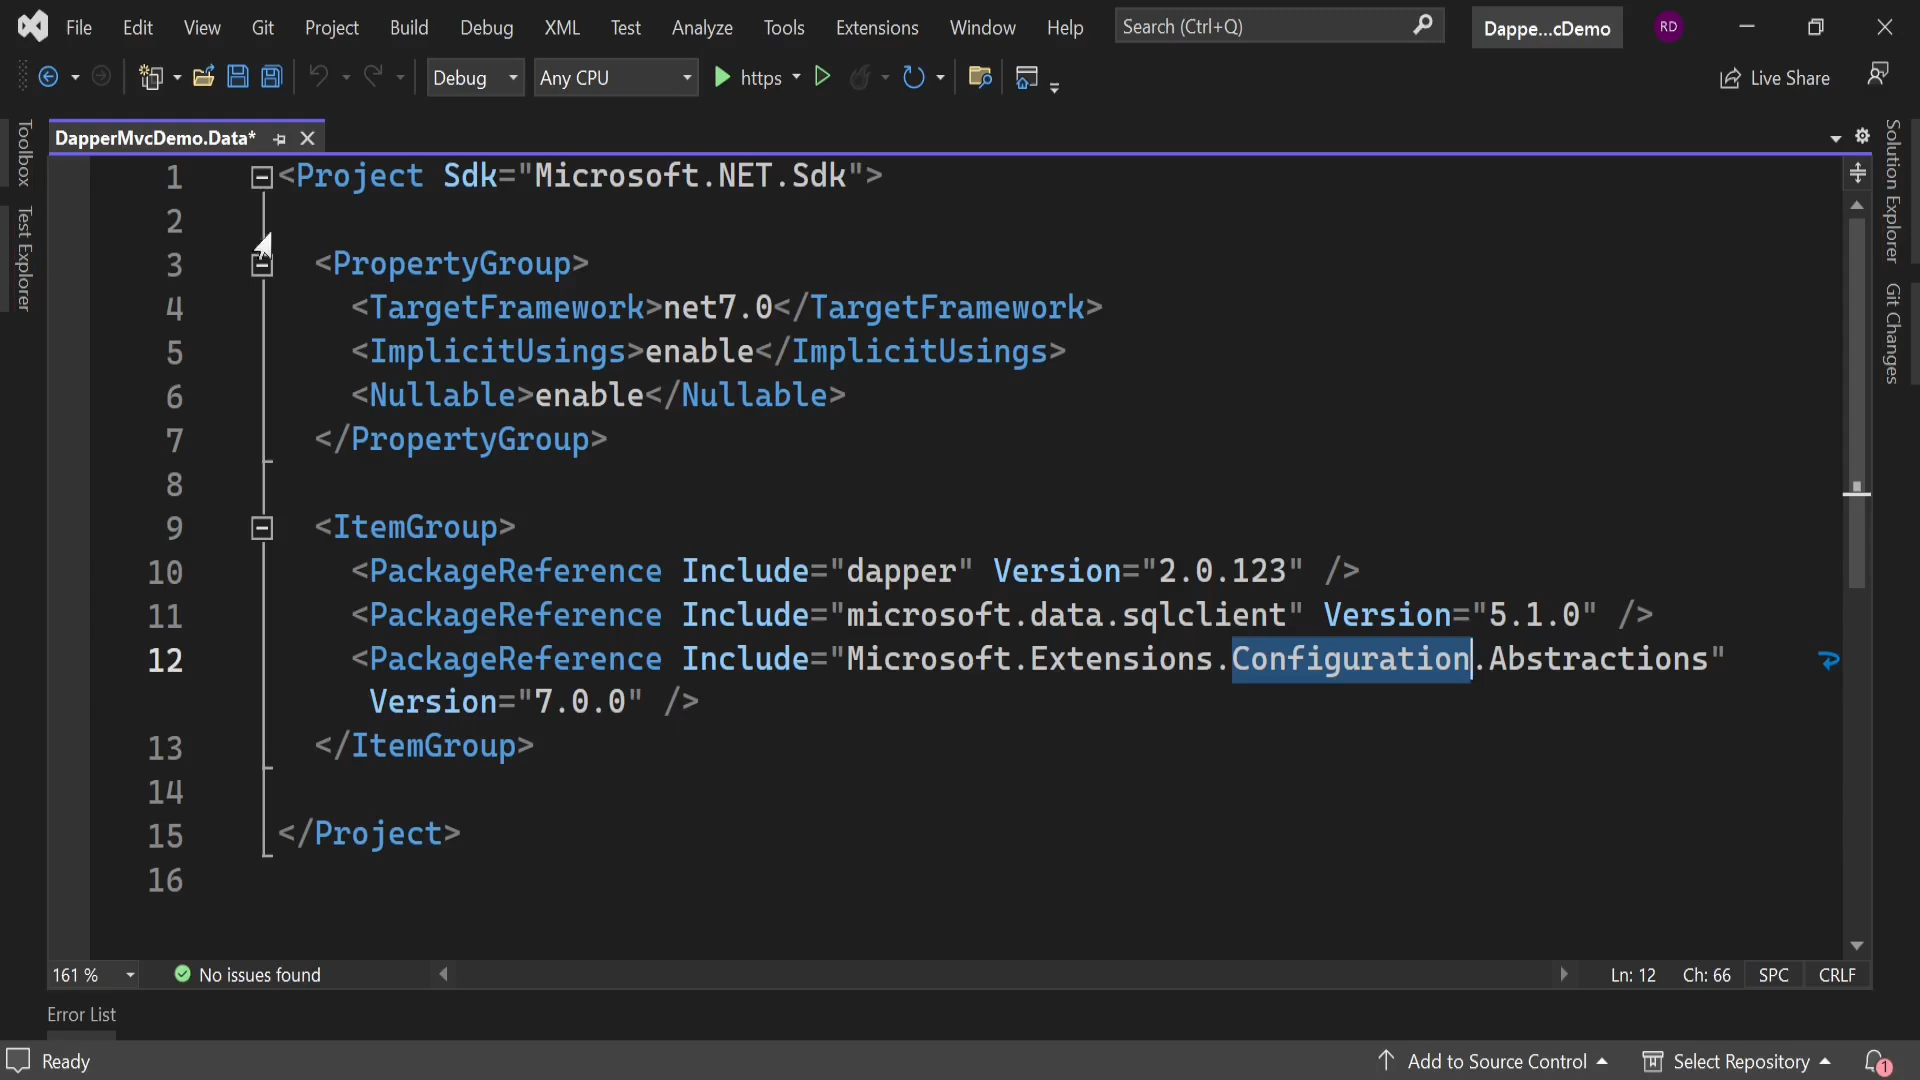 File Edit View Git Project Build Debug XML Test Analyze Tools Extensions Window Help Search (Ctrl+Q) Dappe...cDemo RD
Debug Any CPU https Live Share
Toolbox
Test Explorer
DapperMvcDemo.Data*
1 <Project Sdk="Microsoft.NET.Sdk">
2
3 <PropertyGroup>
4 <TargetFramework>net7.0</TargetFramework>
5 <ImplicitUsings>enable</ImplicitUsings>
6 <Nullable>enable</Nullable>
7 </PropertyGroup>
8
9 <ItemGroup>
10 <PackageReference Include="dapper" Version="2.0.123" />
11 <PackageReference Include="microsoft.data.sqlclient" Version="5.1.0" />
12 <PackageReference Include="Microsoft.Extensions.Configuration.Abstractions"
Version="7.0.0" />
13 </ItemGroup>
14
15 </Project>
16
Solution Explorer
Git Changes
161 % No issues found Ln: 12 Ch: 66 SPC CRLF
Error List
Ready Add to Source Control Select Repository 1